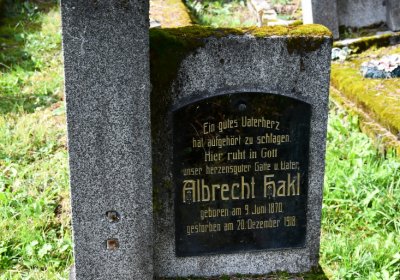 Ein gutes Vaterherz
hat aufgehört zu schlagen.
Hier ruht in Gott
unser herzensguter Gatte u. Vater,
Albrecht Hakl
geboren am 9. Juni 1870,
gestorben am 20. Dezember 1918.